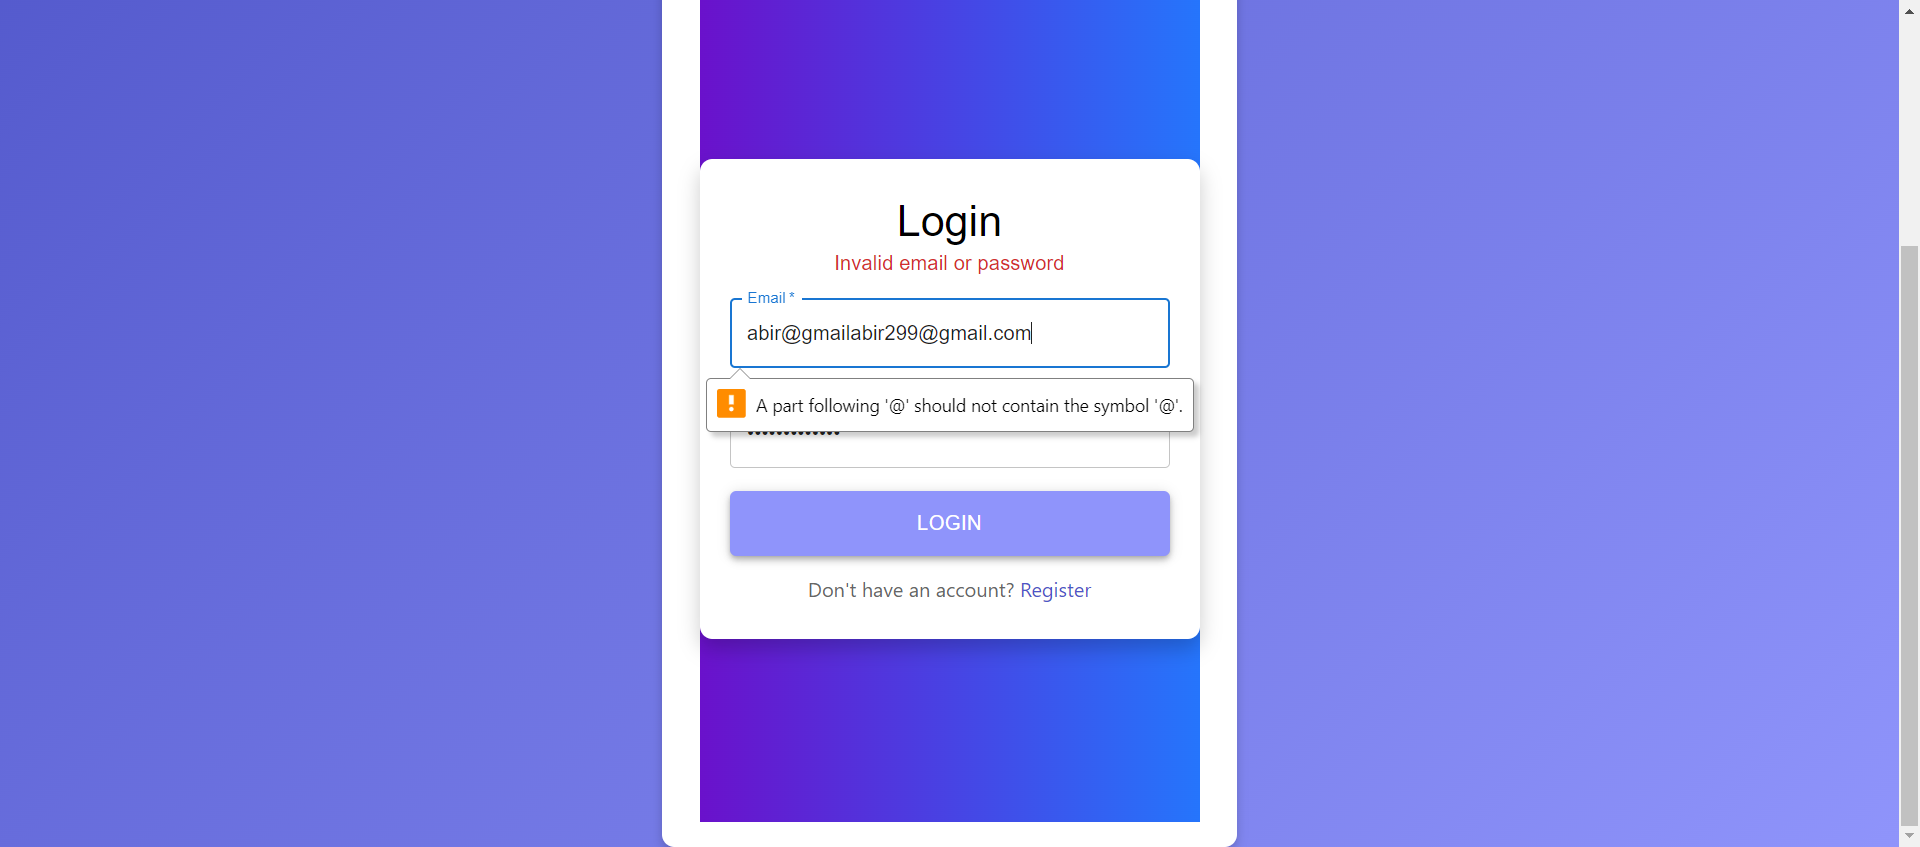 Login
Invalid email or password
Email *
abir@gmailabir299@gmail.com
A part following '@' should not contain the symbol '@'.
LOGIN
Don't have an account? Register